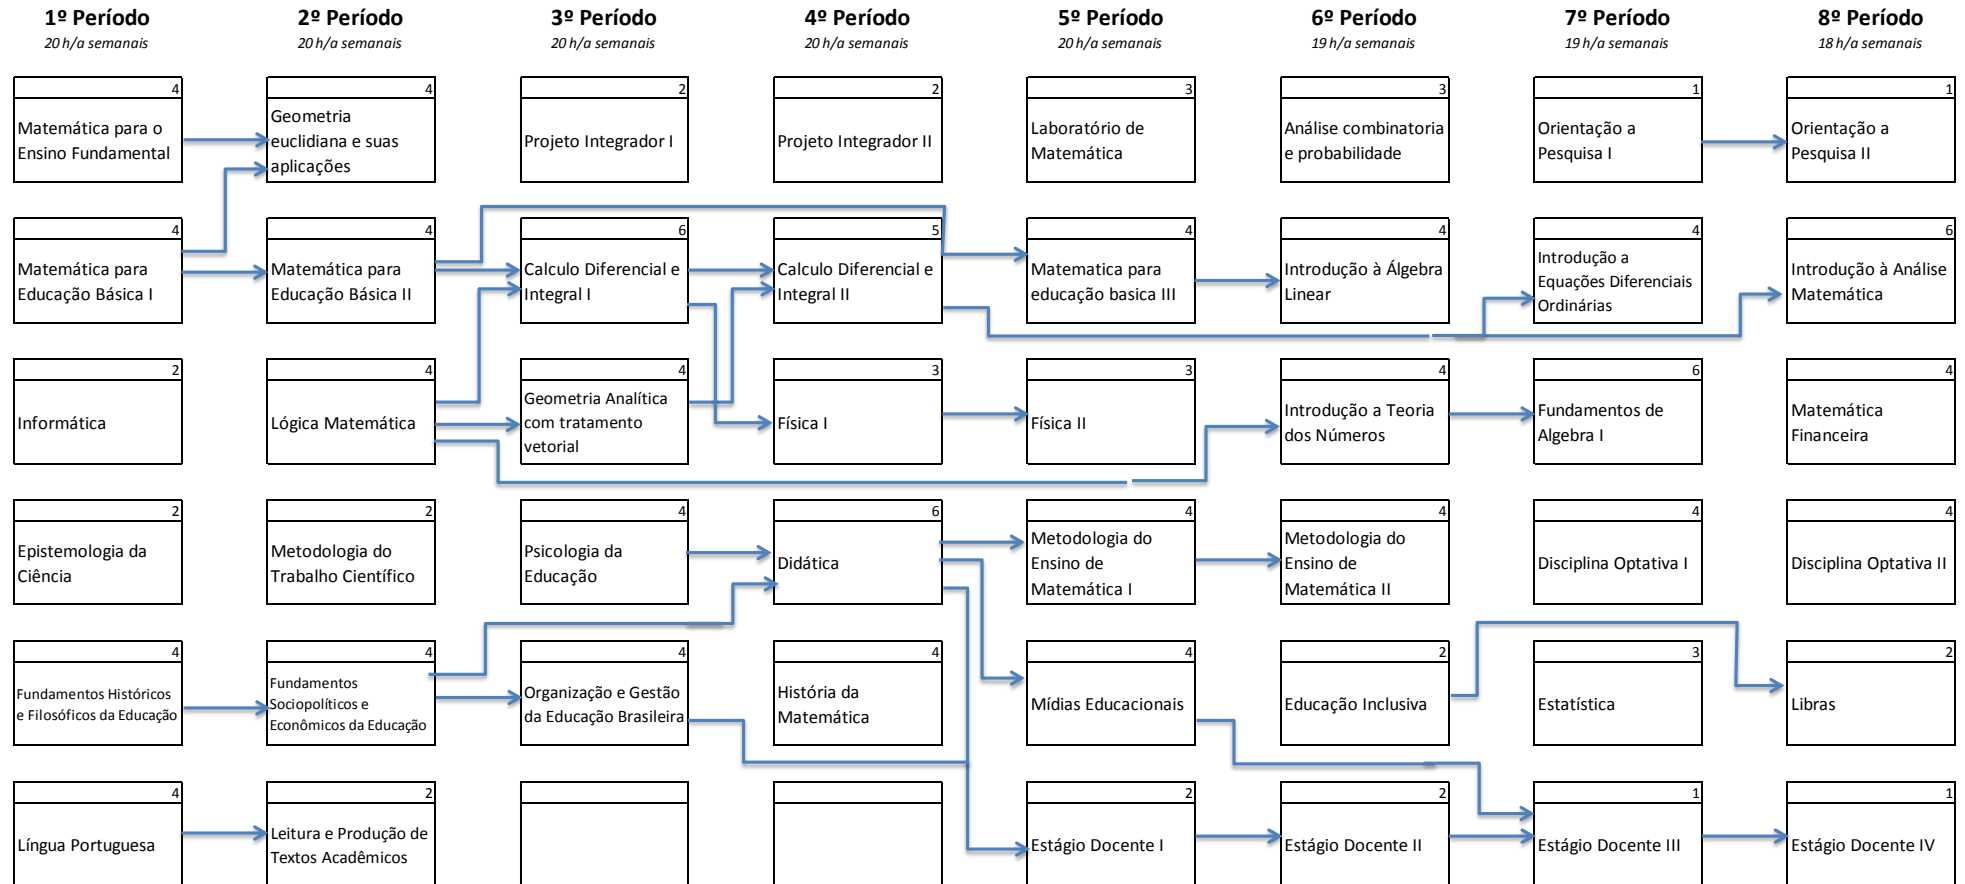 1º Período
2º Período
3º Período
4º Período
5º Período
6º Período
7º Período
8º Período
20 h/a semanais
20 h/a semanais
20 h/a semanais
20 h/a semanais
20 h/a semanais
19 h/a semanais
19 h/a semanais
18 h/a semanais
4
Matemática para o
Ensino Fundamental
4
Geometria
euclidiana e suas
aplicações
2
Projeto Integrador I
2
Projeto Integrador II
3
Laboratório de
Matemática
3
Análise combinatoria
e probabilidade
1
Orientação a
Pesquisa I
1
Orientação a
Pesquisa II
4
Matemática para
Educação Básica I
4
Matemática para
Educação Básica II
6
Calculo Diferencial e
Integral I
5
Calculo Diferencial e
Integral II
4
Matematica para
educação basica III
4
Introdução à Álgebra
Linear
4
Introdução a
Equações Diferenciais
Ordinárias
6
Introdução à Análise
Matemática
2
Informática
4
Lógica Matemática
4
Geometria Analítica
com tratamento
vetorial
3
Física I
3
Física II
4
Introdução a Teoria
dos Números
6
Fundamentos de
Algebra I
4
Matemática
Financeira
2
Epistemologia da
Ciência
2
Metodologia do
Trabalho Científico
4
Psicologia da
Educação
6
Didática
4
Metodologia do
Ensino de
Matemática I
4
Metodologia do
Ensino de
Matemática II
4
Disciplina Optativa I
4
Disciplina Optativa II
4
Fundamentos Históricos
e Filosóficos da Educação
4
Fundamentos
Sociopolíticos e
Econômicos da Educação
4
Organização e Gestão
da Educação Brasileira
4
História da
Matemática
4
Mídias Educacionais
2
Educação Inclusiva
3
Estatística
2
Libras
4
Língua Portuguesa
2
Leitura e Produção de
Textos Acadêmicos
2
Estágio Docente I
2
Estágio Docente II
1
Estágio Docente III
1
Estágio Docente IV